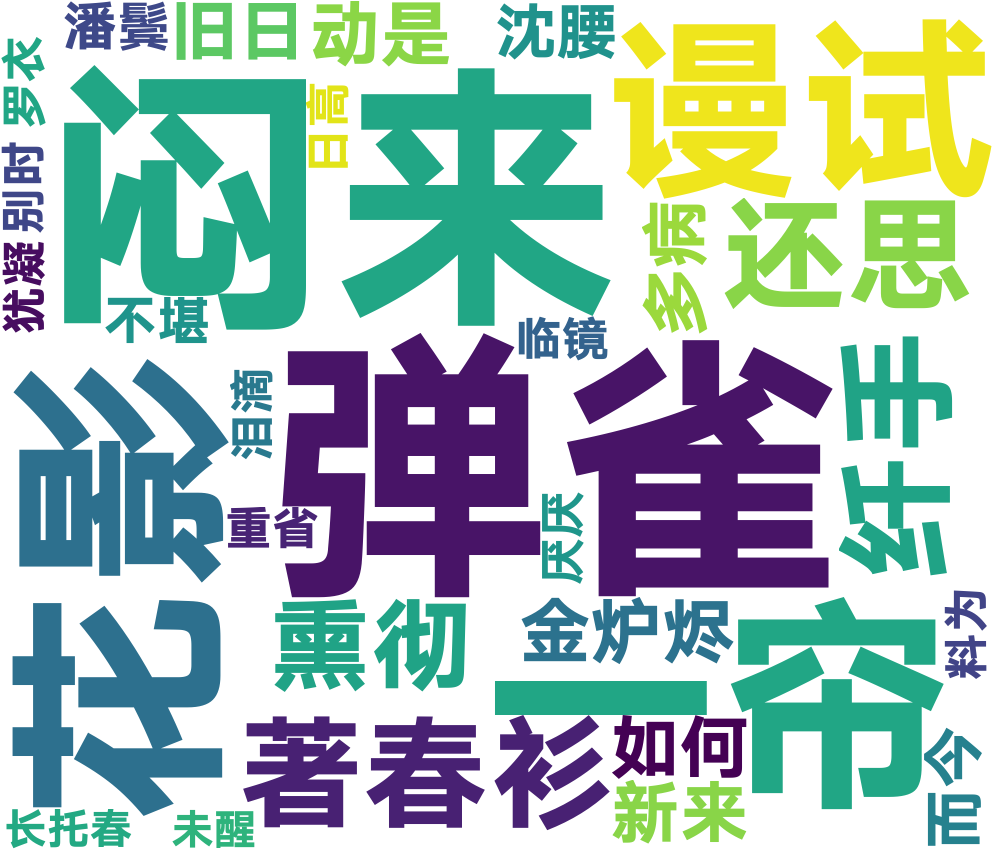 潘鬓
旧日
动是
沈腰
谩试
罗衣
日高
闷来
别时
多病
还思
犹凝
不堪
临镜
花影
泪滴
弹雀
纤手
重省
厌厌
熏彻
金炉烬
一帘
料为
著春衫
如何
新来
而今
长托春
未醒